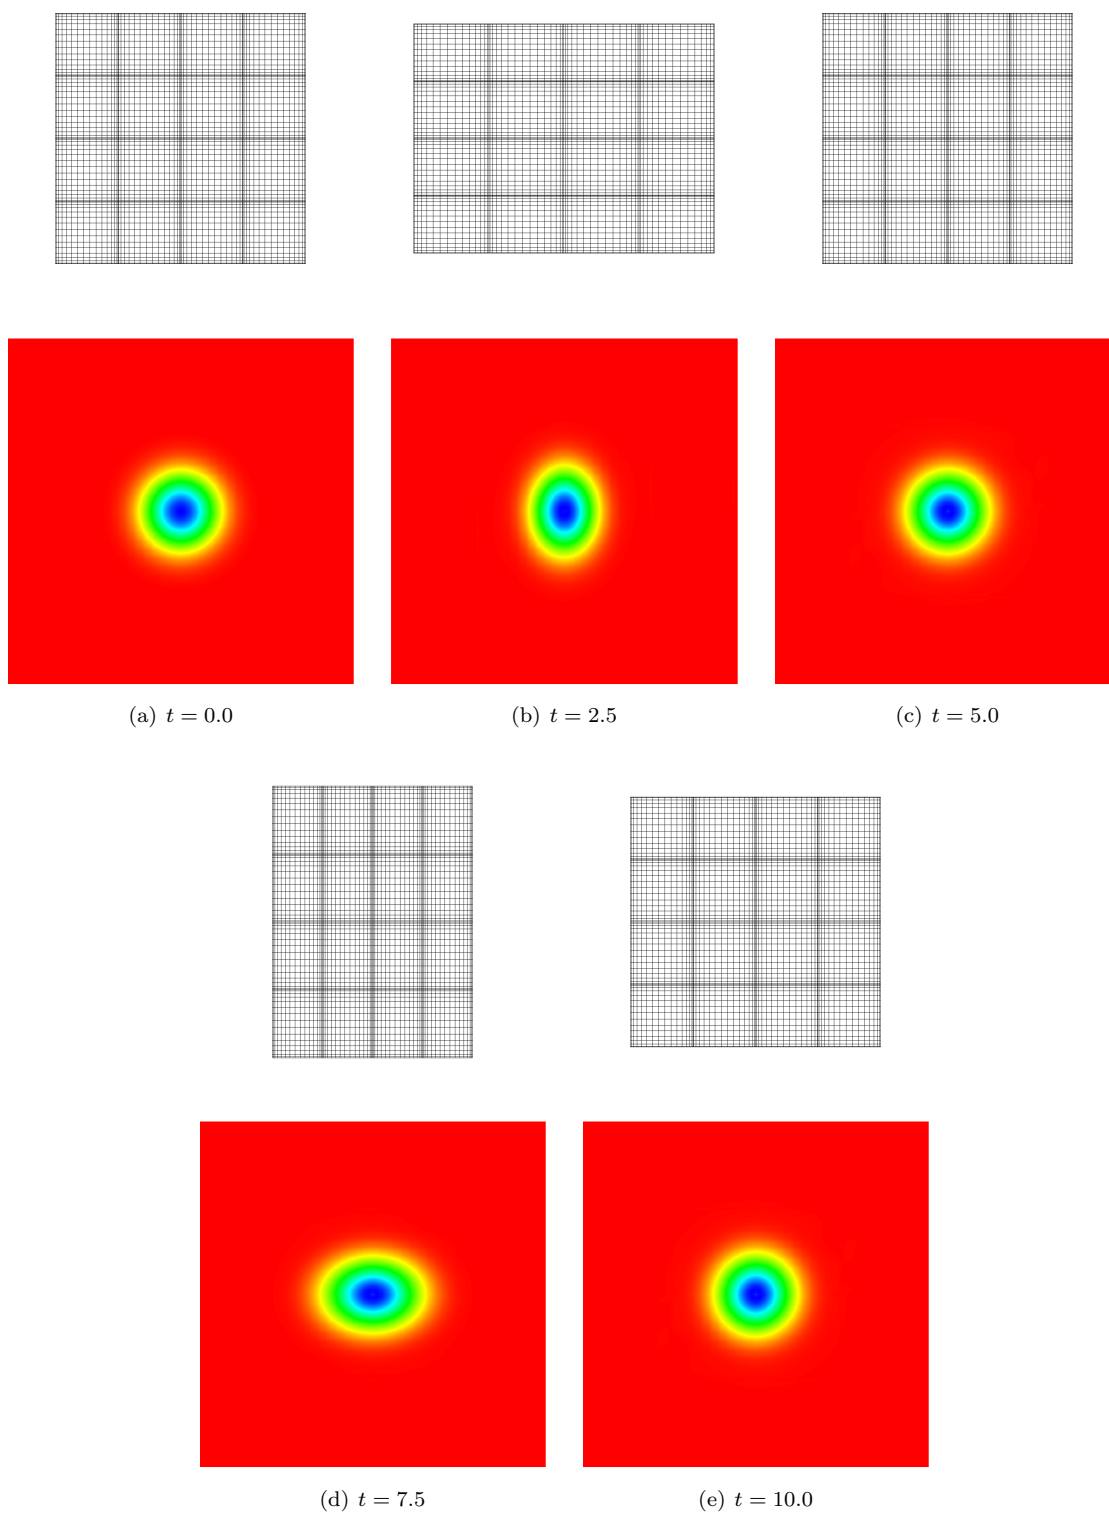 (a) t = 0.0
(b) t = 2.5
(c) t = 5.0
(d) t = 7.5
(e) t = 10.0